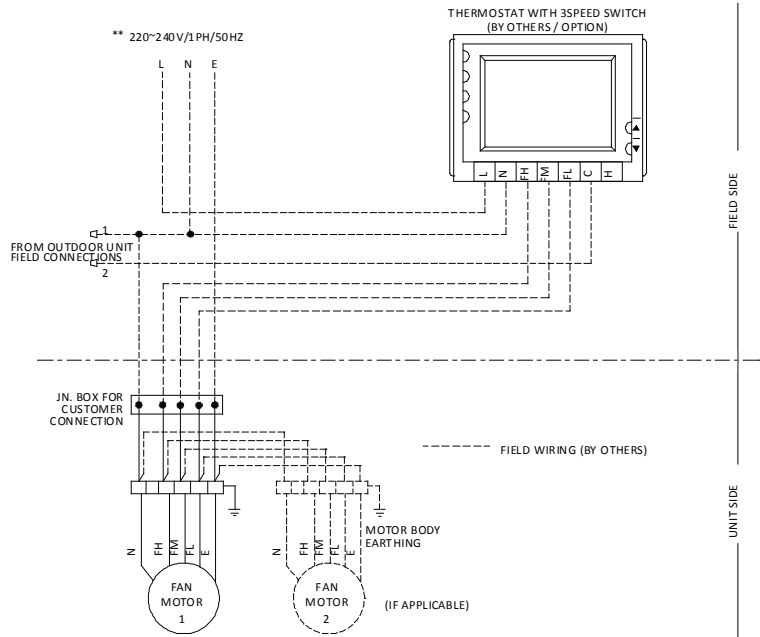 THERMOSTAT WITH 3SPEED SWITCH
(BY OTHERS / OPTION)
** 220~240V/1PH/50HZ
L N E
L N FH FM FL C H
FIELD SIDE
1
FROM OUTDOOR UNIT
FIELD CONNECTIONS
2
JN. BOX FOR
CUSTOMER
CONNECTION
FIELD WIRING (BY OTHERS)
UNIT SIDE
MOTOR BODY
EARTHING
N FH FM FL E
N FH FM FL E
FAN
MOTOR
1
FAN
MOTOR
2
(IF APPLICABLE)